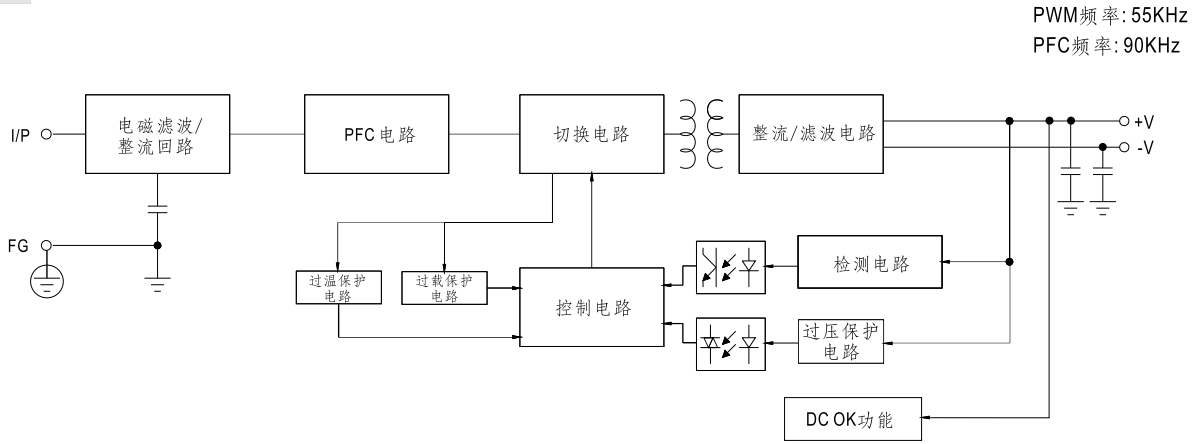 PWM频率: 55KHz
PFC频率: 90KHz
I/P
电磁滤波/
整流回路
PFC 电路
切换电路
整流/滤波电路
+V
-V
FG
过温保护
电路
过载保护
电路
控制电路
检测电路
过压保护
电路
DC OK功能